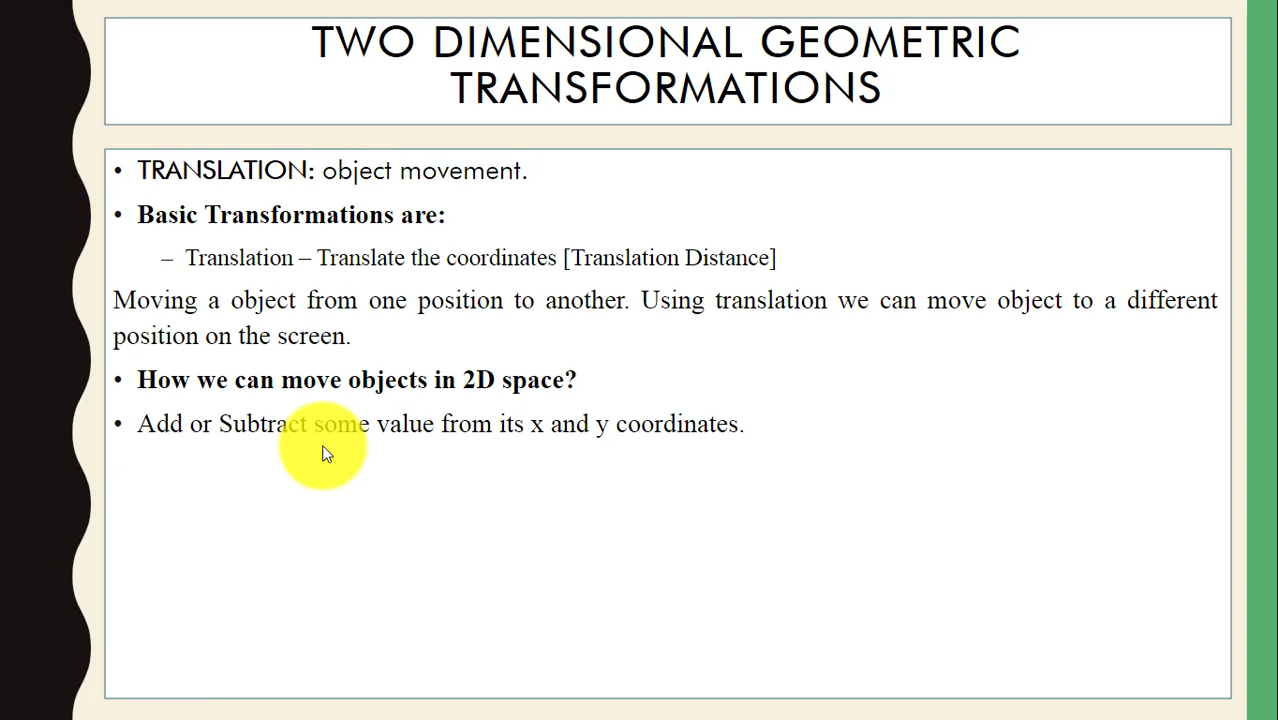 TWO DIMENSIONAL GEOMETRIC
TRANSFORMATIONS
• TRANSLATION: object movement.
• Basic Transformations are:
– Translation – Translate the coordinates [Translation Distance]
Moving a object from one position to another. Using translation we can move object to a different
position on the screen.
• How we can move objects in 2D space?
• Add or Subtract some value from its x and y coordinates.